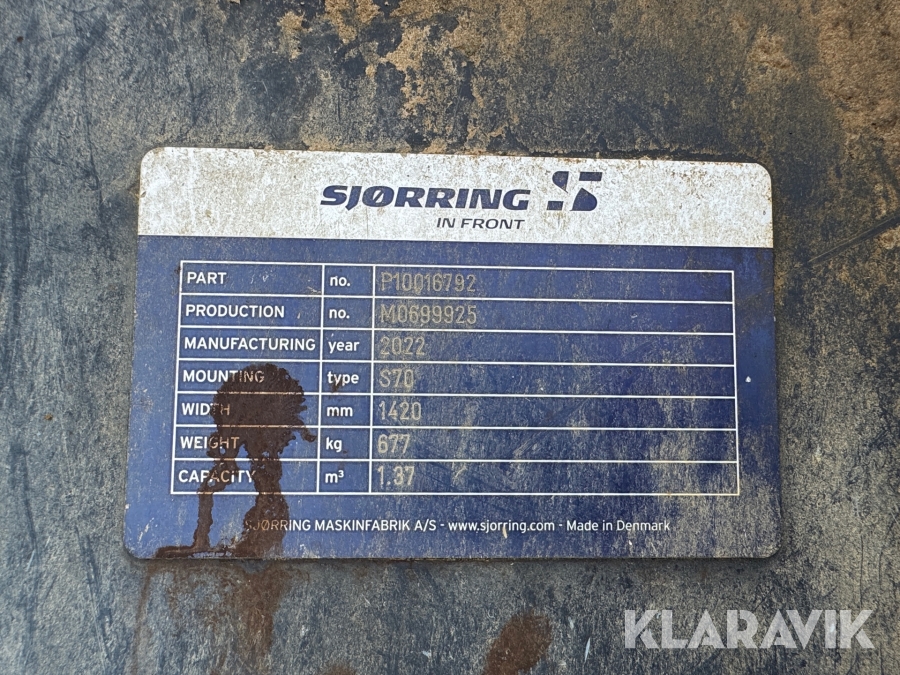 SJØRRING
IN FRONT
PART no. P10016792
PRODUCTION no. M0699925
MANUFACTURING year 2022
MOUNTING type S70
WIDTH mm 1420
WEIGHT kg 677
CAPACITY m³ 1.37
SJØRRING MASKINFABRIK A/S - www.sjorring.com - Made in Denmark
KLARAVIK